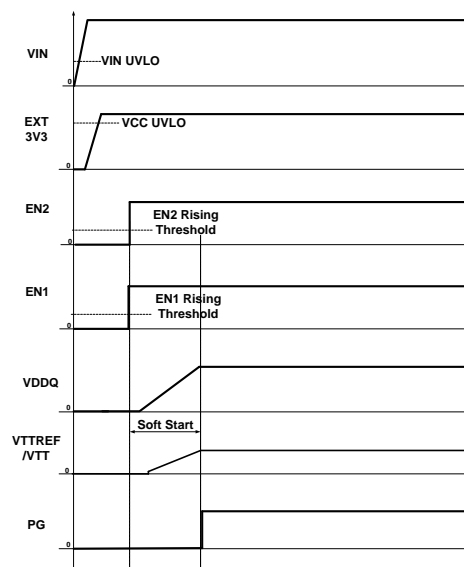 VIN
VIN UVLO
0
EXT
3V3
VCC UVLO
0
EN2
EN2 Rising
Threshold
0
EN1
EN1 Rising
Threshold
0
VDDQ
0
Soft Start
VTTREF
/VTT
0
PG
0